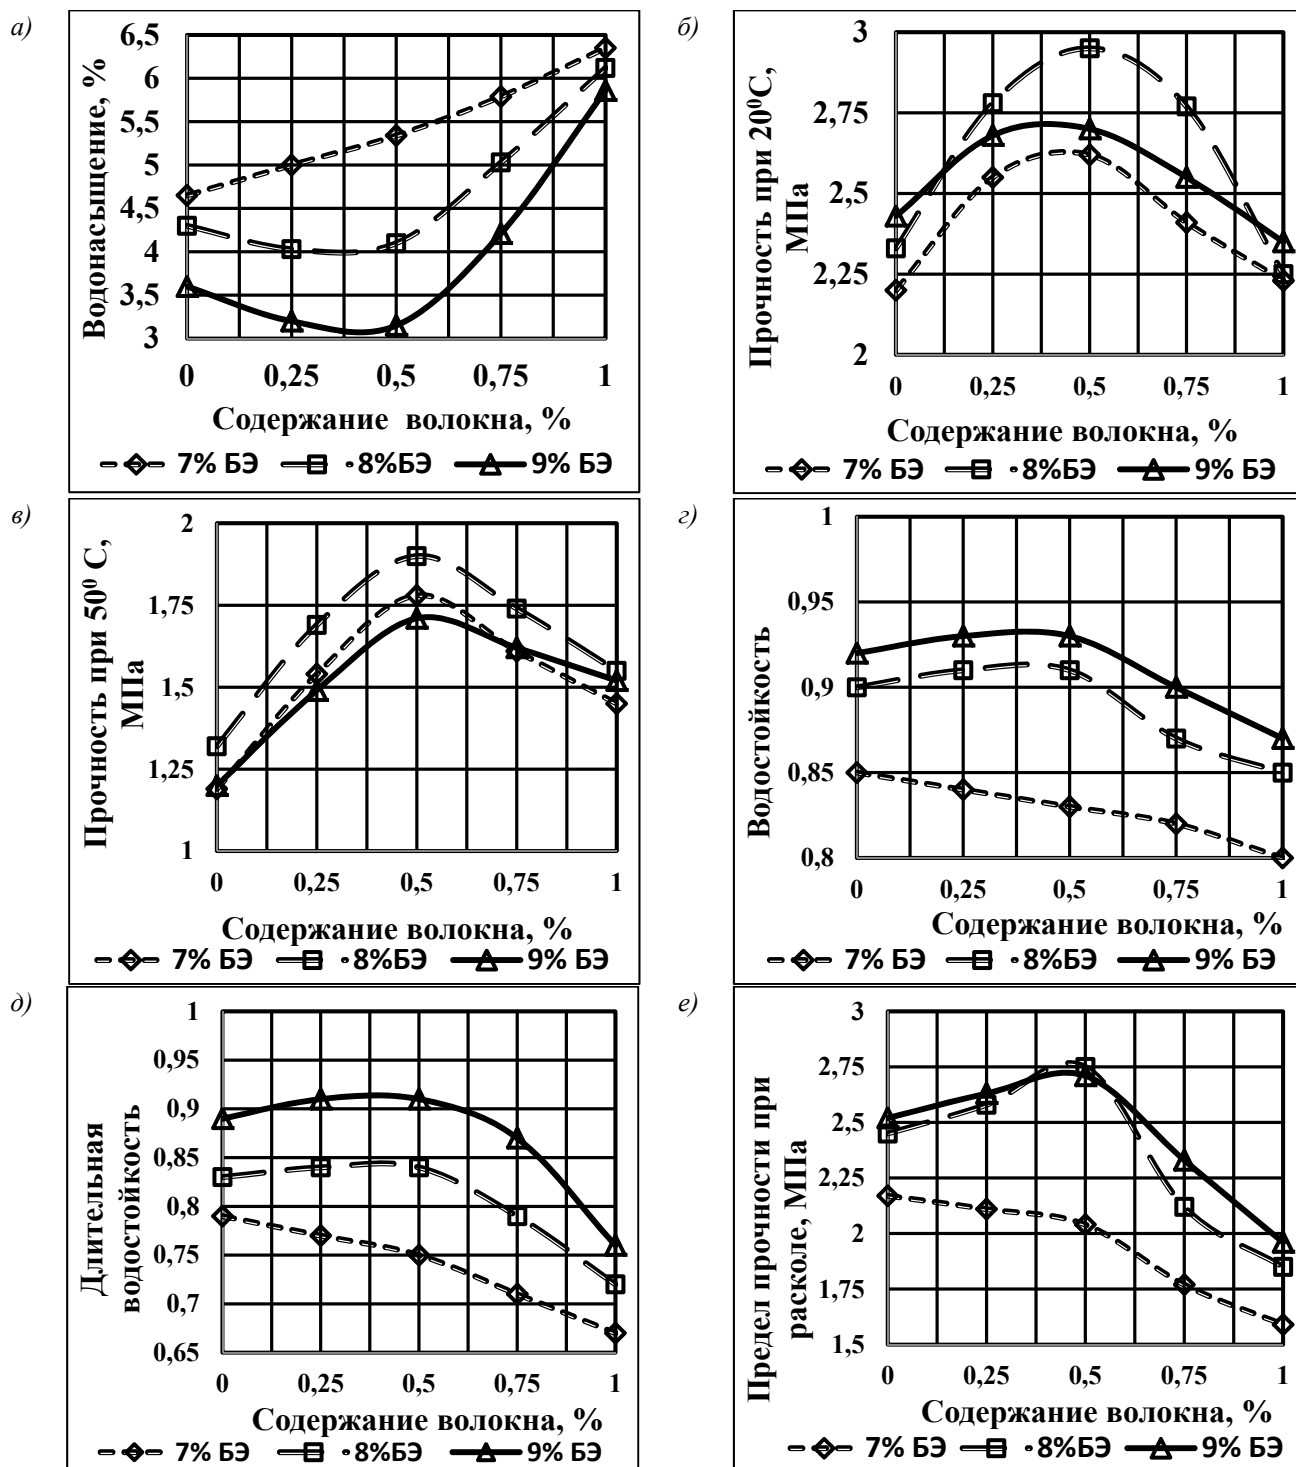 а)
Водонасыщение, %
6,5
6
5,5
5
4,5
4
3,5
3
0 0,25 0,5 0,75 1
Содержание волокна, %
7% БЭ 8%БЭ 9% БЭ
б)
Прочность при 20⁰С,
МПа
3
2,75
2,5
2,25
2
0 0,25 0,5 0,75 1
Содержание волокна, %
7% БЭ 8%БЭ 9% БЭ
в)
Прочность при 50⁰ С,
МПа
2
1,75
1,5
1,25
1
0 0,25 0,5 0,75 1
Содержание волокна, %
7% БЭ 8%БЭ 9% БЭ
г)
Водостойкость
1
0,95
0,9
0,85
0,8
0 0,25 0,5 0,75 1
Содержание волокна, %
7% БЭ 8%БЭ 9% БЭ
д)
Длительная
водостойкость
1
0,95
0,9
0,85
0,8
0,75
0,7
0,65
0 0,25 0,5 0,75 1
Содержание волокна, %
7% БЭ 8%БЭ 9% БЭ
е)
Предел прочности при
расколе, МПа
3
2,75
2,5
2,25
2
1,75
1,5
0 0,25 0,5 0,75 1
Содержание волокна, %
7% БЭ 8%БЭ 9% БЭ